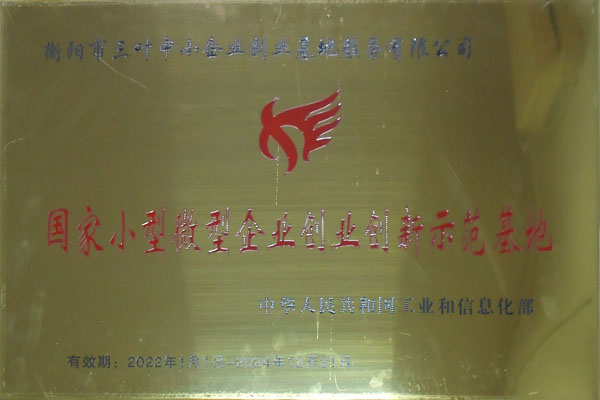 衡阳市三叶中小企业创业基地服务有限公司
国家小型微型企业创业创新示范基地
中华人民共和国工业和信息化部
有效期：2022年1月1日-2024年12月31日